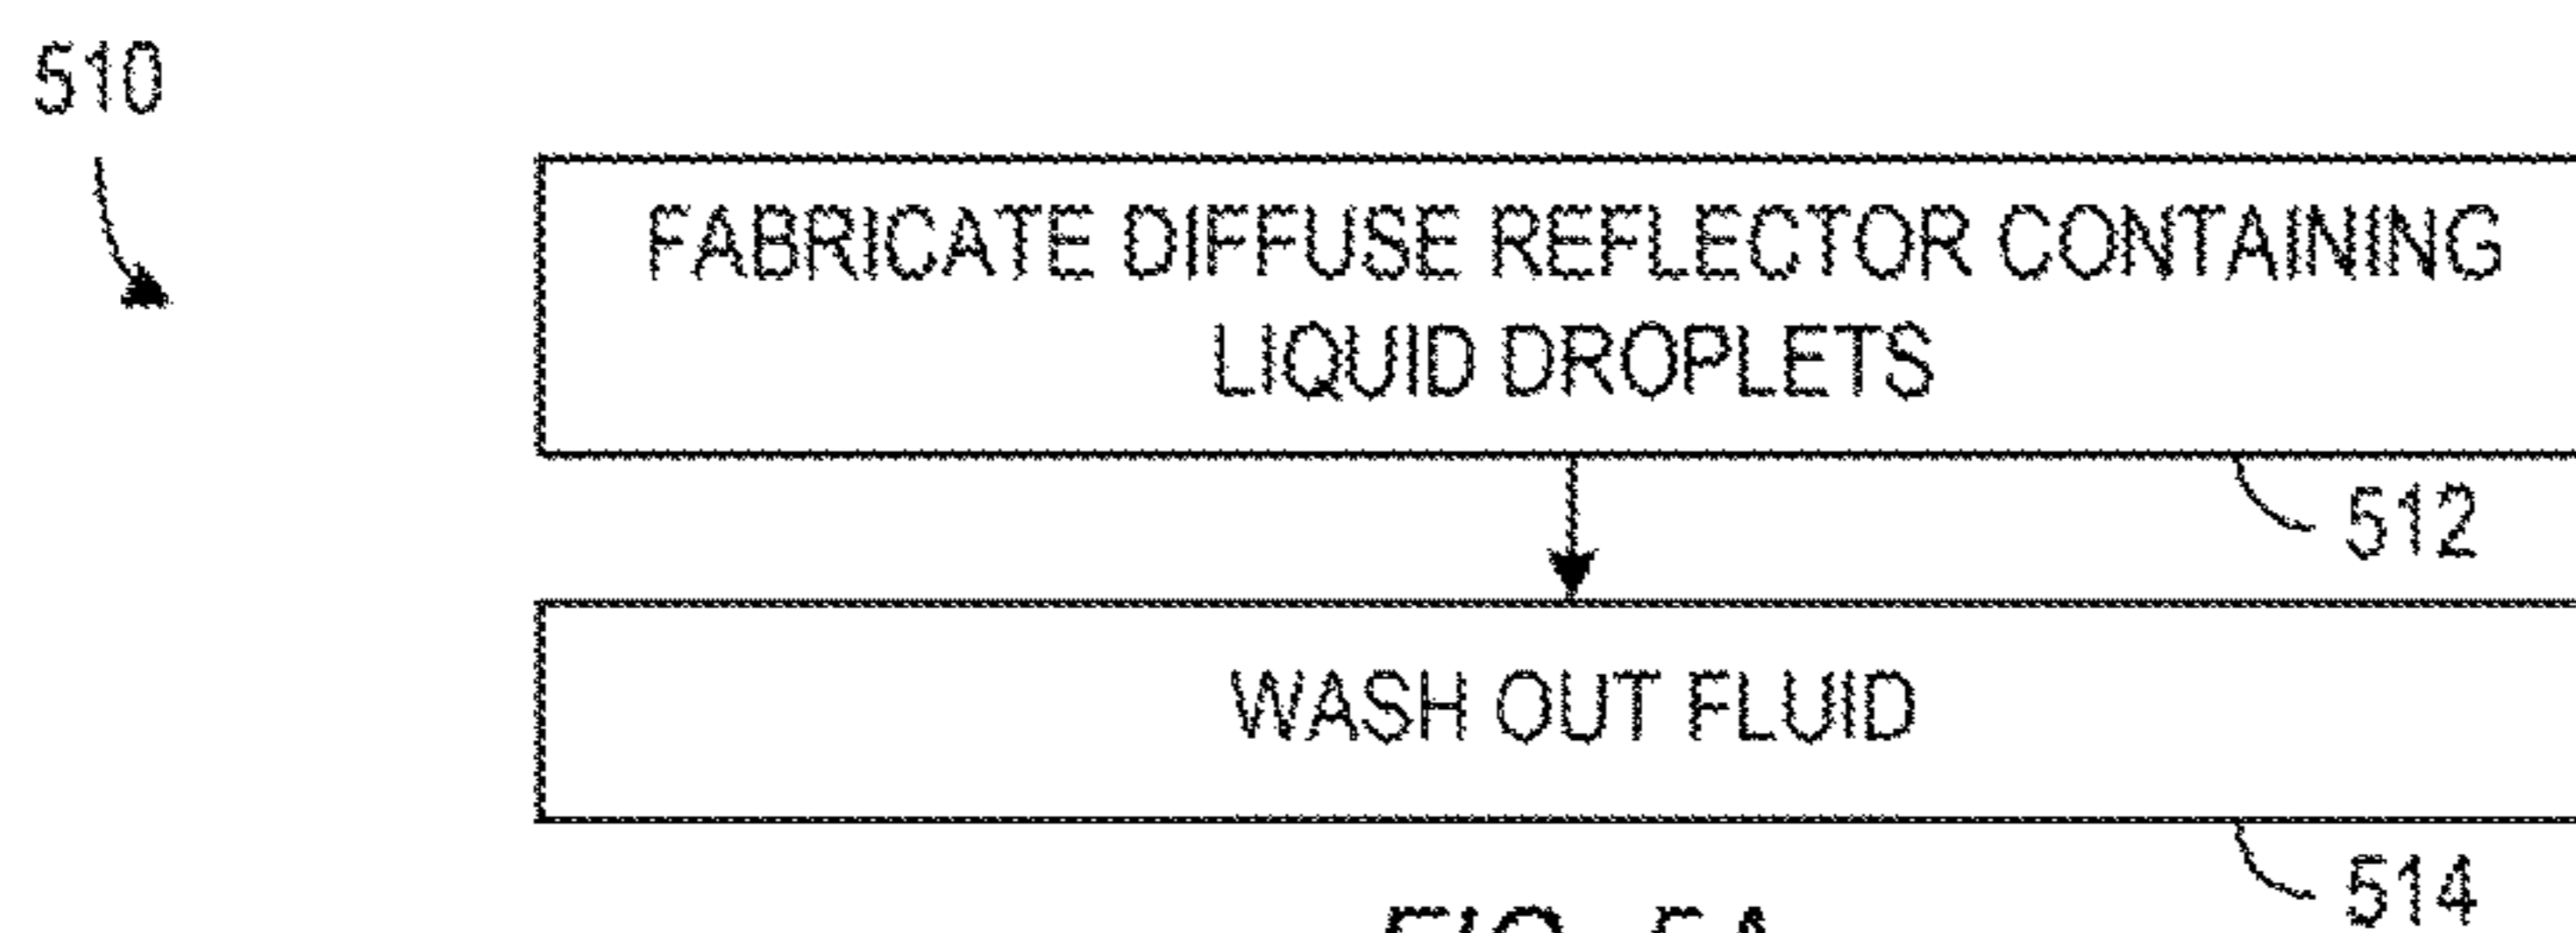 510
FABRICATE DIFFUSE REFLECTOR CONTAINING
LIQUID DROPLETS
512
WASH OUT FLUID
514